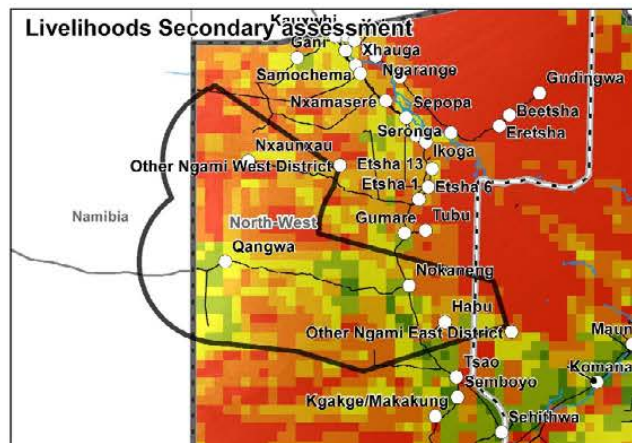 Livelihoods Secondary assessment
Xhauga
Samochema
Ngarange
Gudingwa
Nxamasere
Sepopa
Beetsha
Seronga
Eretsha
Ikoga
Nxaunxau
Etsha 13
Other Ngami West District
Etsha 1
Etsha 6
Namibia
North-West
Gumare
Tubu
Qangwa
Nokaneng
Habu
Other Ngami East District
Maun
Tsao
Komana
Semboyo
Kgakge/Makakung
Sehithwa